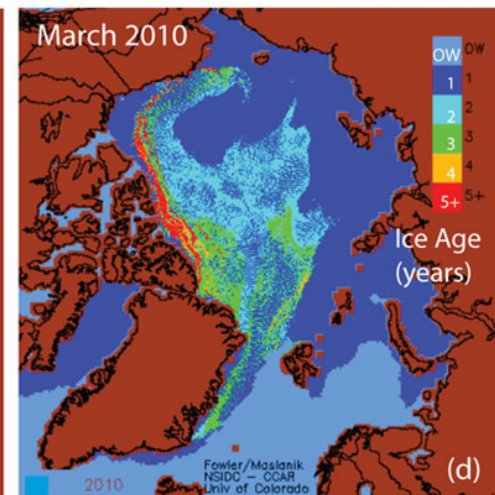 March 2010
OW OW
1 1
2 2
3 3
4 4
5+ 5+
Ice Age
(years)
Fowler/Maslanik
NSIDC – CCAR
Univ of Colorado
2010
(d)